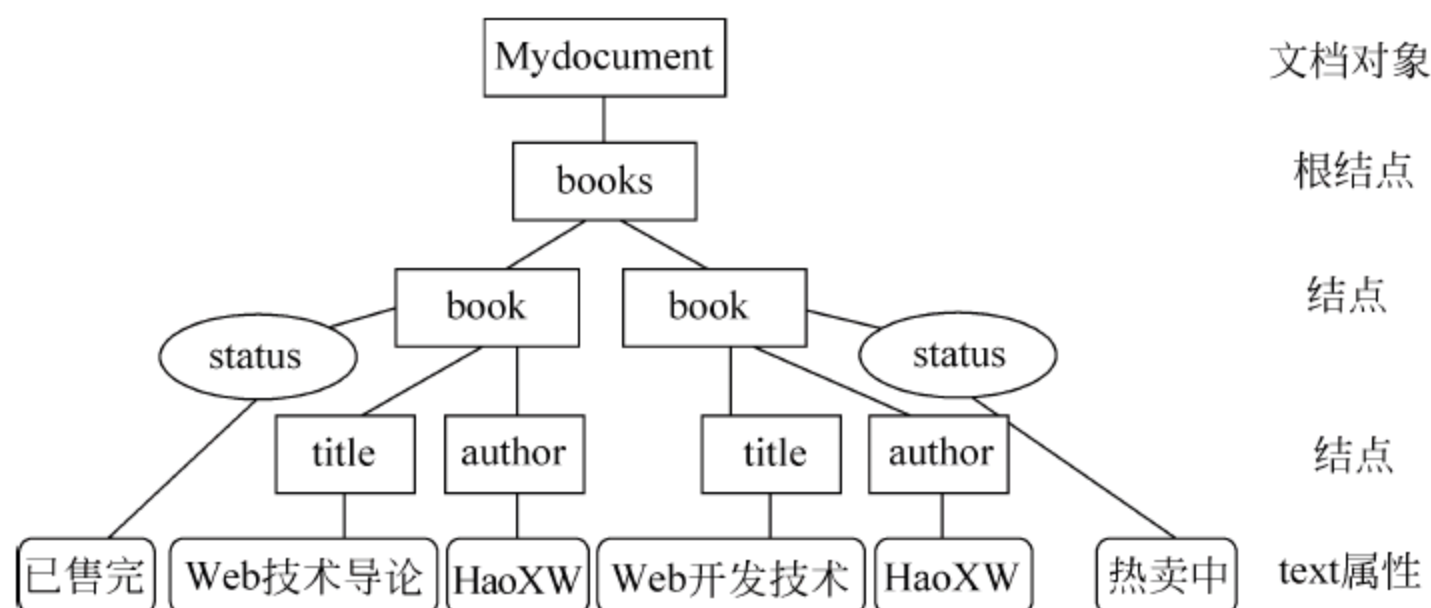 Mydocument 文档对象
books 根结点
book book 结点
status status
title author title author 结点
已售完 Web技术导论 HaoXW Web开发技术 HaoXW 热卖中 text属性